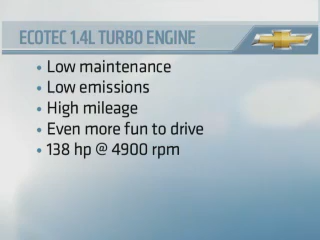 ECOTEC 1.4L TURBO ENGINE
• Low maintenance
• Low emissions
• High mileage
• Even more fun to drive
• 138 hp @ 4900 rpm